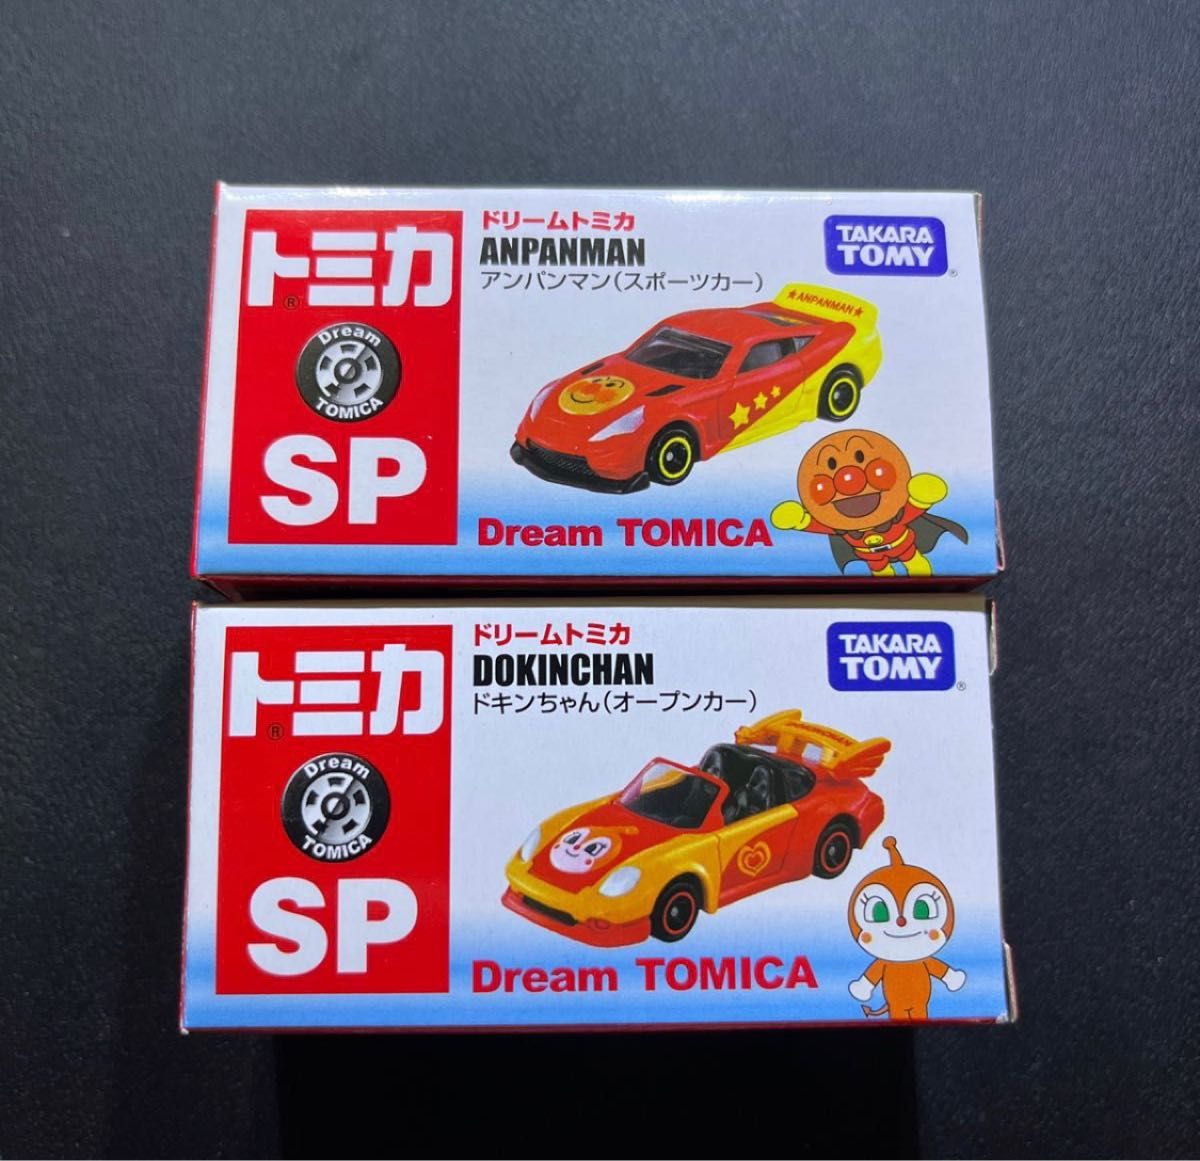 トミカ
®
Dream
TOMICA
SP
ドリームトミカ
ANPANMAN
アンパンマン(スポーツカー)
TAKARA
TOMY
®
★ANPANMAN★
Dream TOMICA
トミカ
®
Dream
TOMICA
SP
ドリームトミカ
DOKINCHAN
ドキンちゃん(オープンカー)
TAKARA
TOMY
®
DOKINCHAN
Dream TOMICA